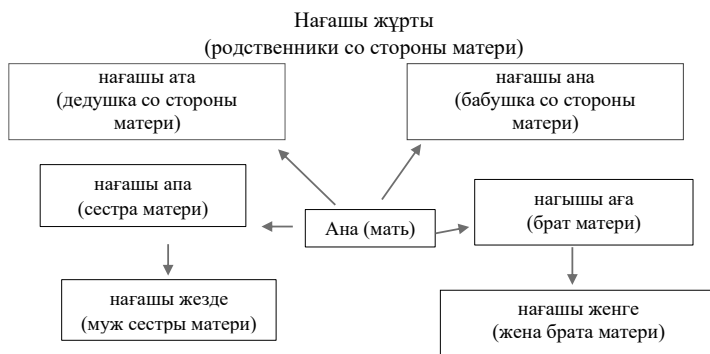 Нағашы жұрты
(родственники со стороны матери)
нағашы ата
(дедушка со стороны
матери)
нағашы ана
(бабушка со стороны
матери)
нағашы апа
(сестра матери)
Ана (мать)
нагышы аға
(брат матери)
нағашы жезде
(муж сестры матери)
нағашы женге
(жена брата матери)